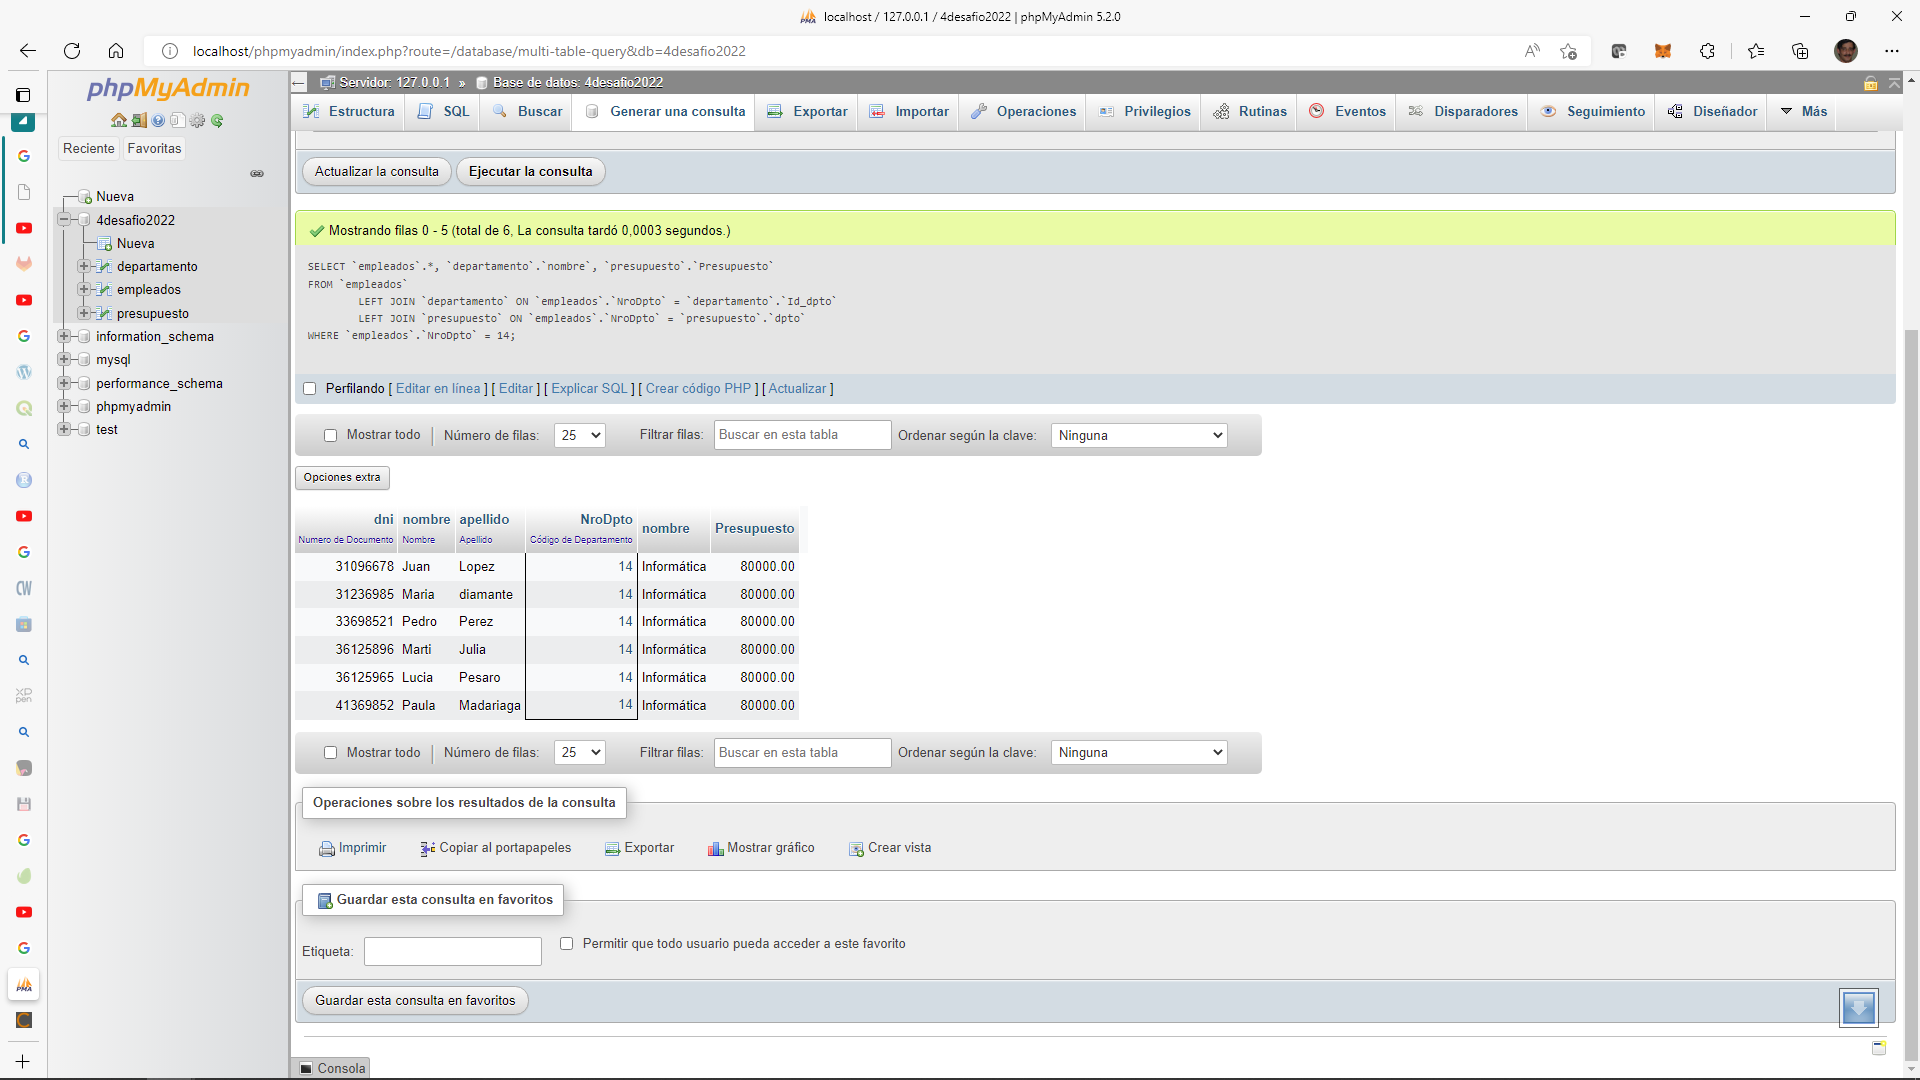 localhost / 127.0.0.1 / 4desafio2022 | phpMyAdmin 5.2.0
localhost/phpmyadmin/index.php?route=/database/multi-table-query&db=4desafio2022
phpMyAdmin
Reciente Favoritas
Nueva
4desafio2022
Nueva
departamento
empleados
presupuesto
information_schema
mysql
performance_schema
phpmyadmin
test
Servidor: 127.0.0.1 » Base de datos: 4desafio2022
Estructura SQL Buscar Generar una consulta Exportar Importar Operaciones Privilegios Rutinas Eventos Disparadores Seguimiento Diseñador Más
Actualizar la consulta Ejecutar la consulta
Mostrando filas 0 - 5 (total de 6, La consulta tardó 0,0003 segundos.)
SELECT `empleados`.*, `departamento`.`nombre`, `presupuesto`.`Presupuesto`
FROM `empleados`
LEFT JOIN `departamento` ON `empleados`.`NroDpto` = `departamento`.`Id_dpto`
LEFT JOIN `presupuesto` ON `empleados`.`NroDpto` = `presupuesto`.`dpto`
WHERE `empleados`.`NroDpto` = 14;
Perfilando [ Editar en línea ] [ Editar ] [ Explicar SQL ] [ Crear código PHP ] [ Actualizar ]
Mostrar todo | Número de filas: 25 Filtrar filas: Buscar en esta tabla Ordenar según la clave: Ninguna
Opciones extra
dni nombre apellido NroDpto nombre Presupuesto
Numero de Documento Nombre Apellido Código de Departamento
31096678 Juan Lopez 14 Informática 80000.00
31236985 Maria diamante 14 Informática 80000.00
33698521 Pedro Perez 14 Informática 80000.00
36125896 Marti Julia 14 Informática 80000.00
36125965 Lucia Pesaro 14 Informática 80000.00
41369852 Paula Madariaga 14 Informática 80000.00
Mostrar todo | Número de filas: 25 Filtrar filas: Buscar en esta tabla Ordenar según la clave: Ninguna
Operaciones sobre los resultados de la consulta
Imprimir Copiar al portapapeles Exportar Mostrar gráfico Crear vista
Guardar esta consulta en favoritos
Etiqueta: Permitir que todo usuario pueda acceder a este favorito
Guardar esta consulta en favoritos
Consola
CW
XP
pen
PMA